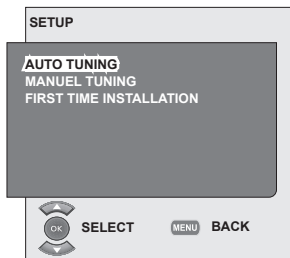 SETUP
AUTO TUNING
MANUEL TUNING
FIRST TIME INSTALLATION
OK SELECT MENU BACK